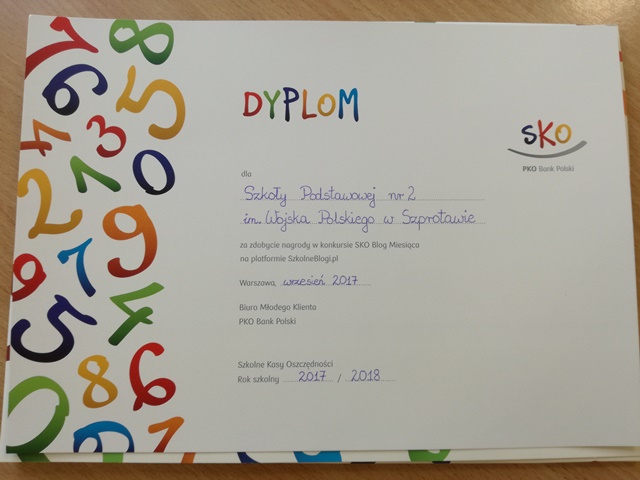 DYPLOM
SKO
PKO Bank Polski
dla
Szkoły Podstawowej nr 2
im. Wojska Polskiego w Szprotawie
za zdobycie nagrody w konkursie SKO Blog Miesiąca
na platformie SzkolneBlogi.pl
Warszawa, wrzesień 2017
Biuro Młodego Klienta
PKO Bank Polski
Szkolne Kasy Oszczędności
Rok szkolny 2017 / 2018